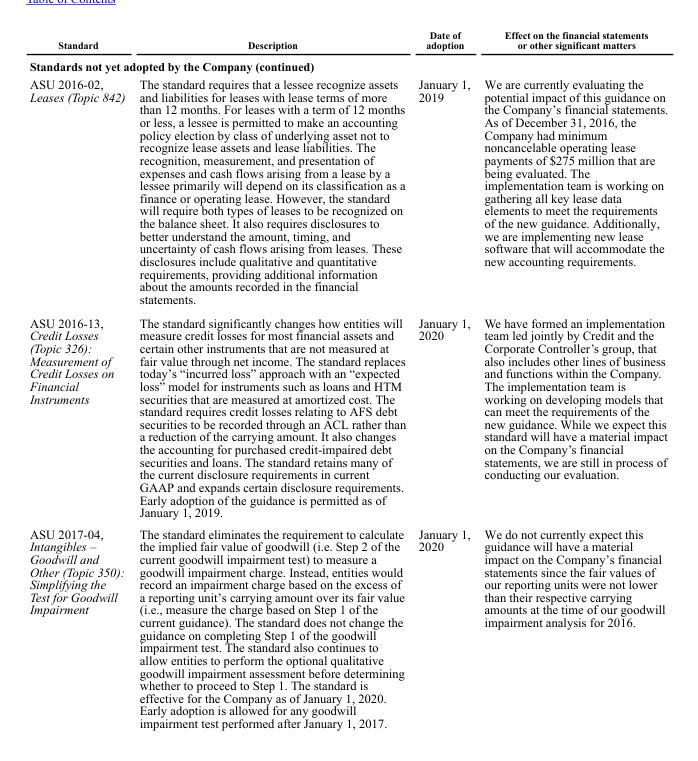 Table of Contents
Standard
Description
Date of
adoption
Effect on the financial statements
or other significant matters
Standards not yet adopted by the Company (continued)
ASU 2016-02,
Leases (Topic 842)
The standard requires that a lessee recognize assets
and liabilities for leases with lease terms of more
than 12 months. For leases with a term of 12 months
or less, a lessee is permitted to make an accounting
policy election by class of underlying asset not to
recognize lease assets and lease liabilities. The
recognition, measurement, and presentation of
expenses and cash flows arising from a lease by a
lessee primarily will depend on its classification as a
finance or operating lease. However, the standard
will require both types of leases to be recognized on
the balance sheet. It also requires disclosures to
better understand the amount, timing, and
uncertainty of cash flows arising from leases. These
disclosures include qualitative and quantitative
requirements, providing additional information
about the amounts recorded in the financial
statements.
January 1,
2019
We are currently evaluating the
potential impact of this guidance on
the Company's financial statements.
As of December 31, 2016, the
Company had minimum
noncancelable operating lease
payments of $275 million that are
being evaluated. The
implementation team is working on
gathering all key lease data
elements to meet the requirements
of the new guidance. Additionally,
we are implementing new lease
software that will accommodate the
new accounting requirements.
ASU 2016-13,
Credit Losses
(Topic 326):
Measurement of
Credit Losses on
Financial
Instruments
The standard significantly changes how entities will
measure credit losses for most financial assets and
certain other instruments that are not measured at
fair value through net income. The standard replaces
today's “incurred loss” approach with an “expected
loss” model for instruments such as loans and HTM
securities that are measured at amortized cost. The
standard requires credit losses relating to AFS debt
securities to be recorded through an ACL rather than
a reduction of the carrying amount. It also changes
the accounting for purchased credit-impaired debt
securities and loans. The standard retains many of
the current disclosure requirements in current
GAAP and expands certain disclosure requirements.
Early adoption of the guidance is permitted as of
January 1, 2019.
January 1,
2020
We have formed an implementation
team led jointly by Credit and the
Corporate Controller's group, that
also includes other lines of business
and functions within the Company.
The implementation team is
working on developing models that
can meet the requirements of the
new guidance. While we expect this
standard will have a material impact
on the Company's financial
statements, we are still in process of
conducting our evaluation.
ASU 2017-04,
Intangibles –
Goodwill and
Other (Topic 350):
Simplifying the
Test for Goodwill
Impairment
The standard eliminates the requirement to calculate
the implied fair value of goodwill (i.e. Step 2 of the
current goodwill impairment test) to measure a
goodwill impairment charge. Instead, entities would
record an impairment charge based on the excess of
a reporting unit's carrying amount over its fair value
(i.e., measure the charge based on Step 1 of the
current guidance). The standard does not change the
guidance on completing Step 1 of the goodwill
impairment test. The standard also continues to
allow entities to perform the optional qualitative
goodwill impairment assessment before determining
whether to proceed to Step 1. The standard is
effective for the Company as of January 1, 2020.
Early adoption is allowed for any goodwill
impairment test performed after January 1, 2017.
January 1,
2020
We do not currently expect this
guidance will have a material
impact on the Company's financial
statements since the fair values of
our reporting units were not lower
than their respective carrying
amounts at the time of our goodwill
impairment analysis for 2016.